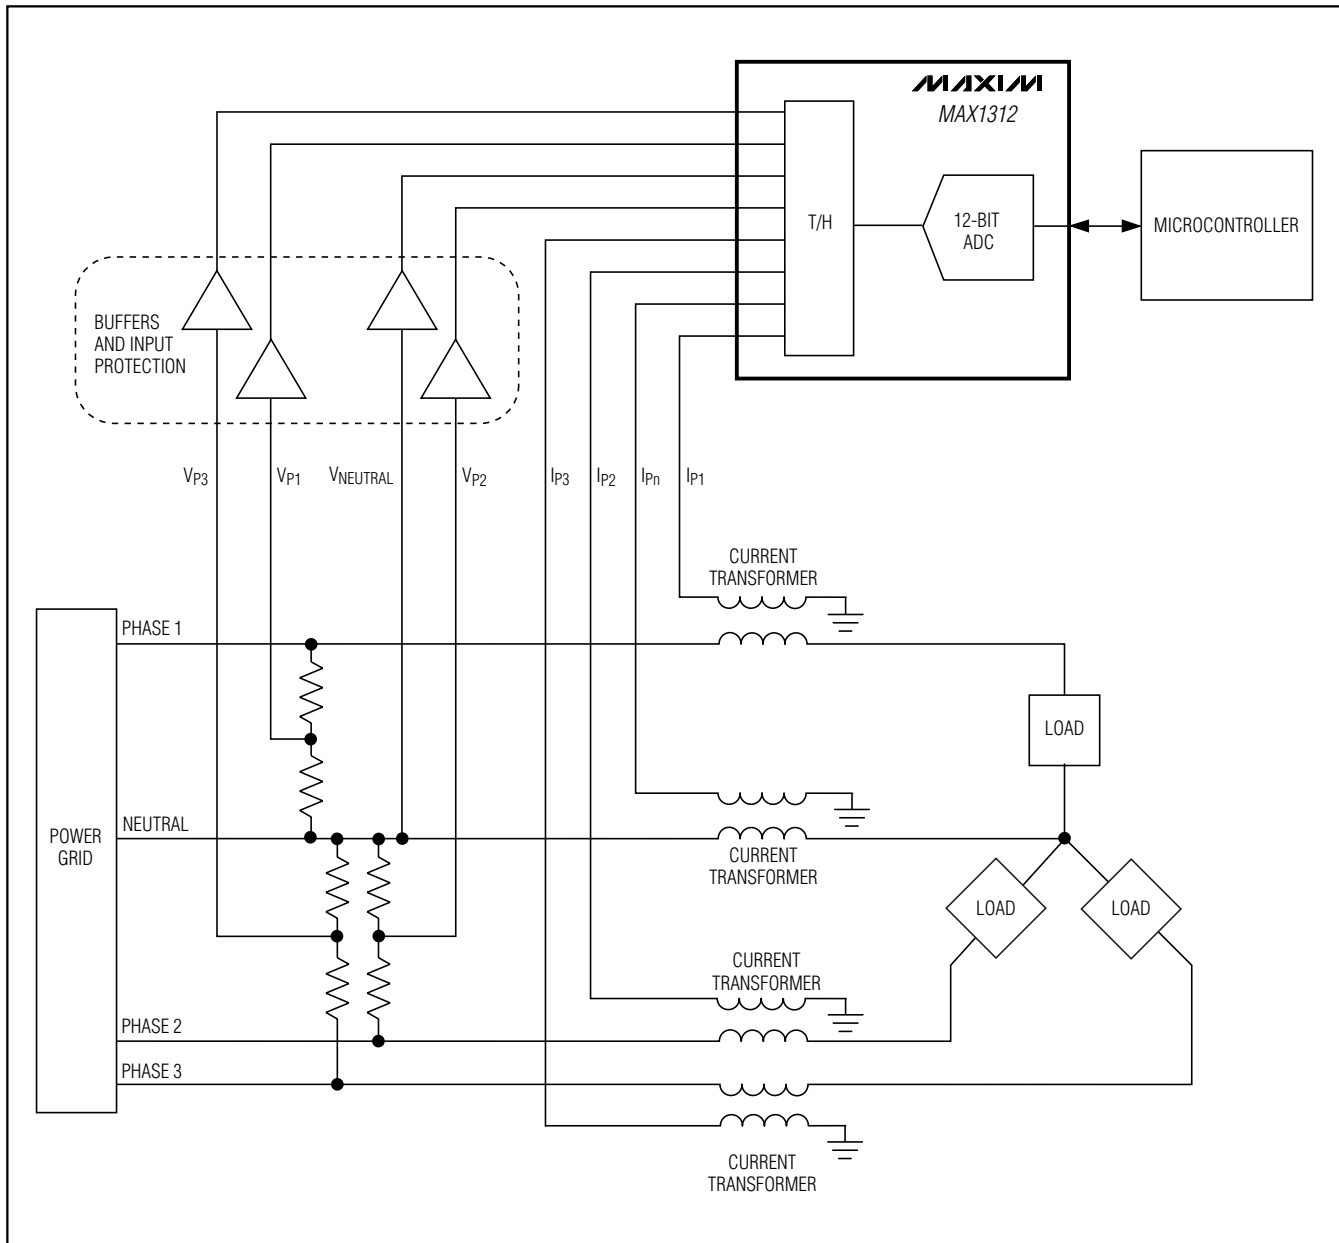 MAXIM
MAX1312
T/H
12-BIT
ADC
MICROCONTROLLER
BUFFERS
AND INPUT
PROTECTION
VP3
VP1
VNEUTRAL
VP2
IP3
IP2
IPn
IP1
CURRENT
TRANSFORMER
PHASE 1
LOAD
NEUTRAL
POWER
GRID
CURRENT
TRANSFORMER
LOAD
LOAD
CURRENT
TRANSFORMER
PHASE 2
PHASE 3
CURRENT
TRANSFORMER